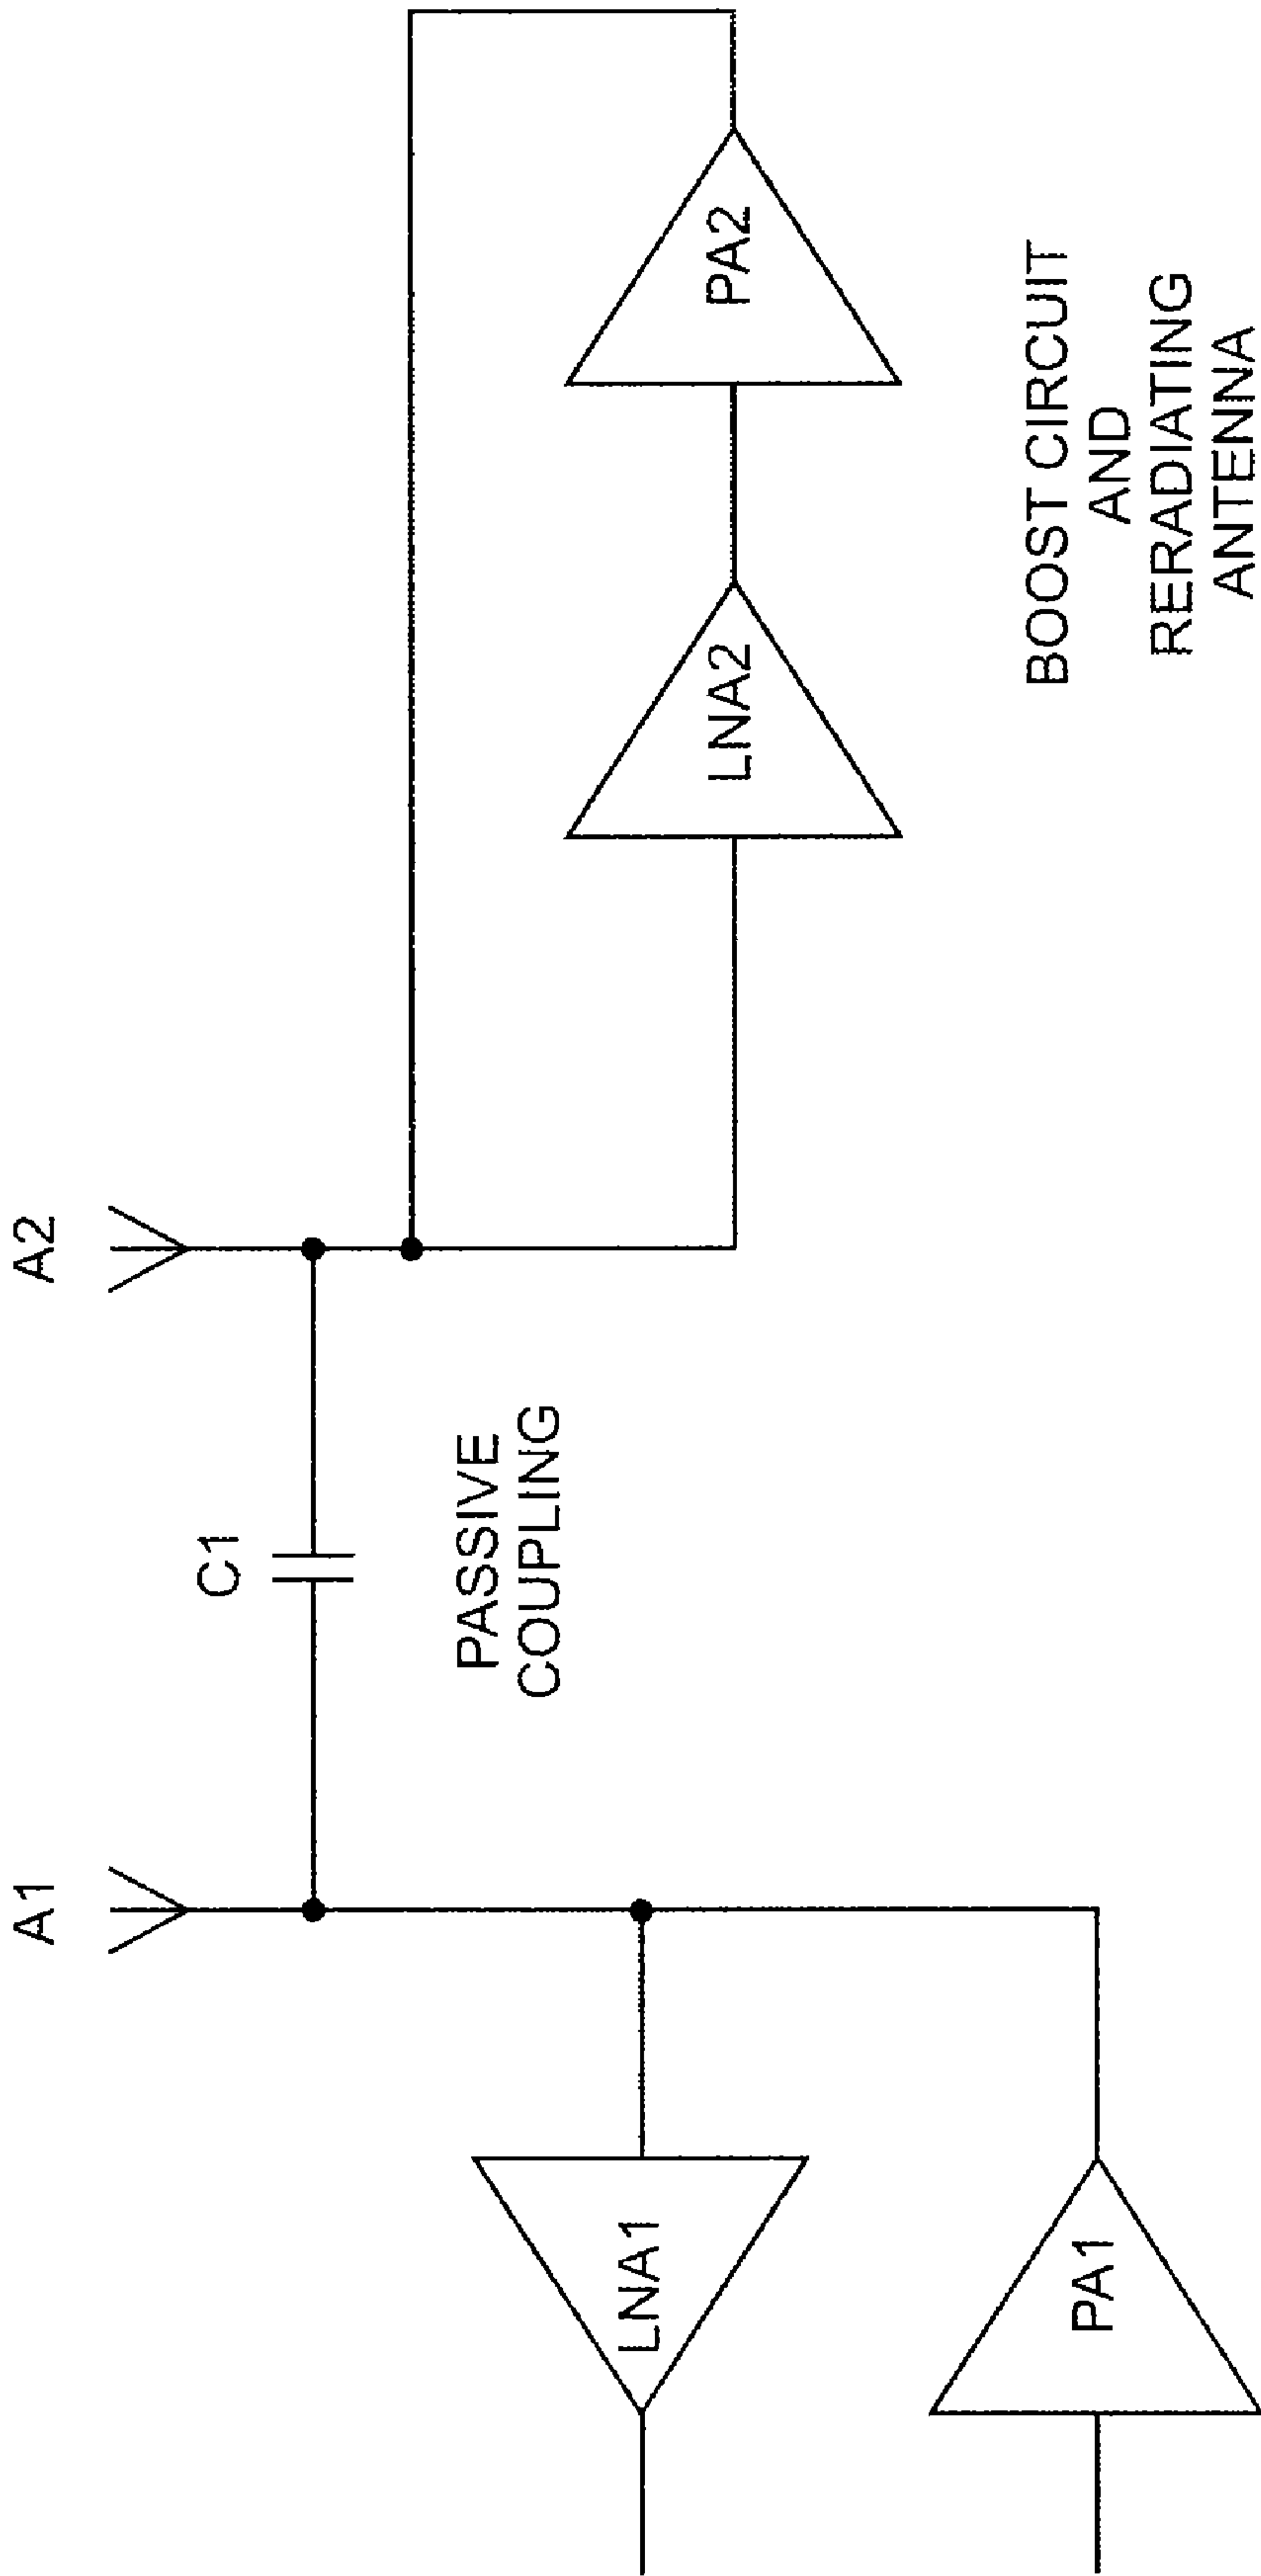 A1
A2
C1
PASSIVE
COUPLING
LNA1
LNA2
PA2
PA1
BOOST CIRCUIT
AND
RERADIATING
ANTENNA